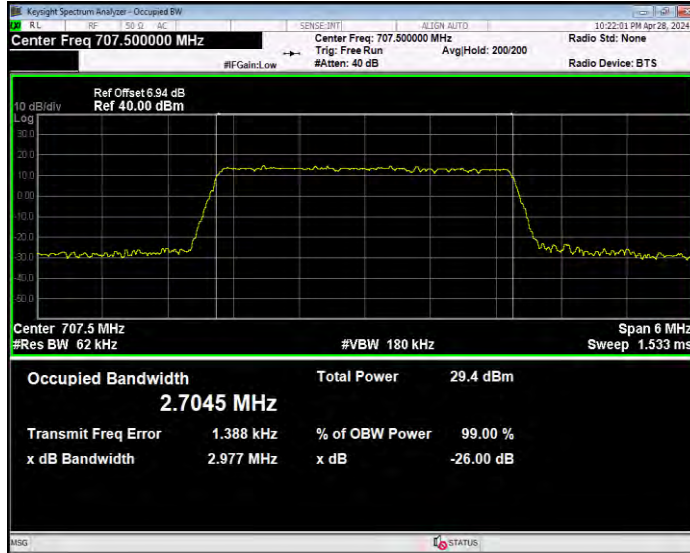 Keysight Spectrum Analyzer - Occupied BW
RL RF 50 Ω AC SENSE:INT ALIGN AUTO 10:22:01 PM Apr 28, 2024
Center Freq 707.500000 MHz Center Freq: 707.500000 MHz Radio Std: None
Trig: Free Run Avg|Hold: 200/200
#IFGain:Low #Atten: 40 dB Radio Device: BTS
Ref Offset 6.94 dB
10 dB/div Ref 40.00 dBm
Log
30.0
20.0
10.0
0.00
-10.0
-20.0
-30.0
-40.0
-50.0
Center 707.5 MHz Span 6 MHz
#Res BW 62 kHz #VBW 180 kHz Sweep 1.533 ms
Occupied Bandwidth Total Power 29.4 dBm
2.7045 MHz
Transmit Freq Error 1.388 kHz % of OBW Power 99.00 %
x dB Bandwidth 2.977 MHz x dB -26.00 dB
MSG STATUS